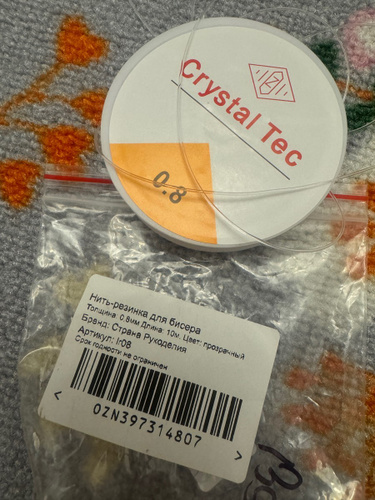 Crystal Tec
0.8
Нить-резинка для бисера
Толщина: 0,8мм Длина: 10м. Цвет: прозрачный
Бренд: Страна Рукоделия
Артикул: I-08
Срок годности не ограничен
OZN397314807